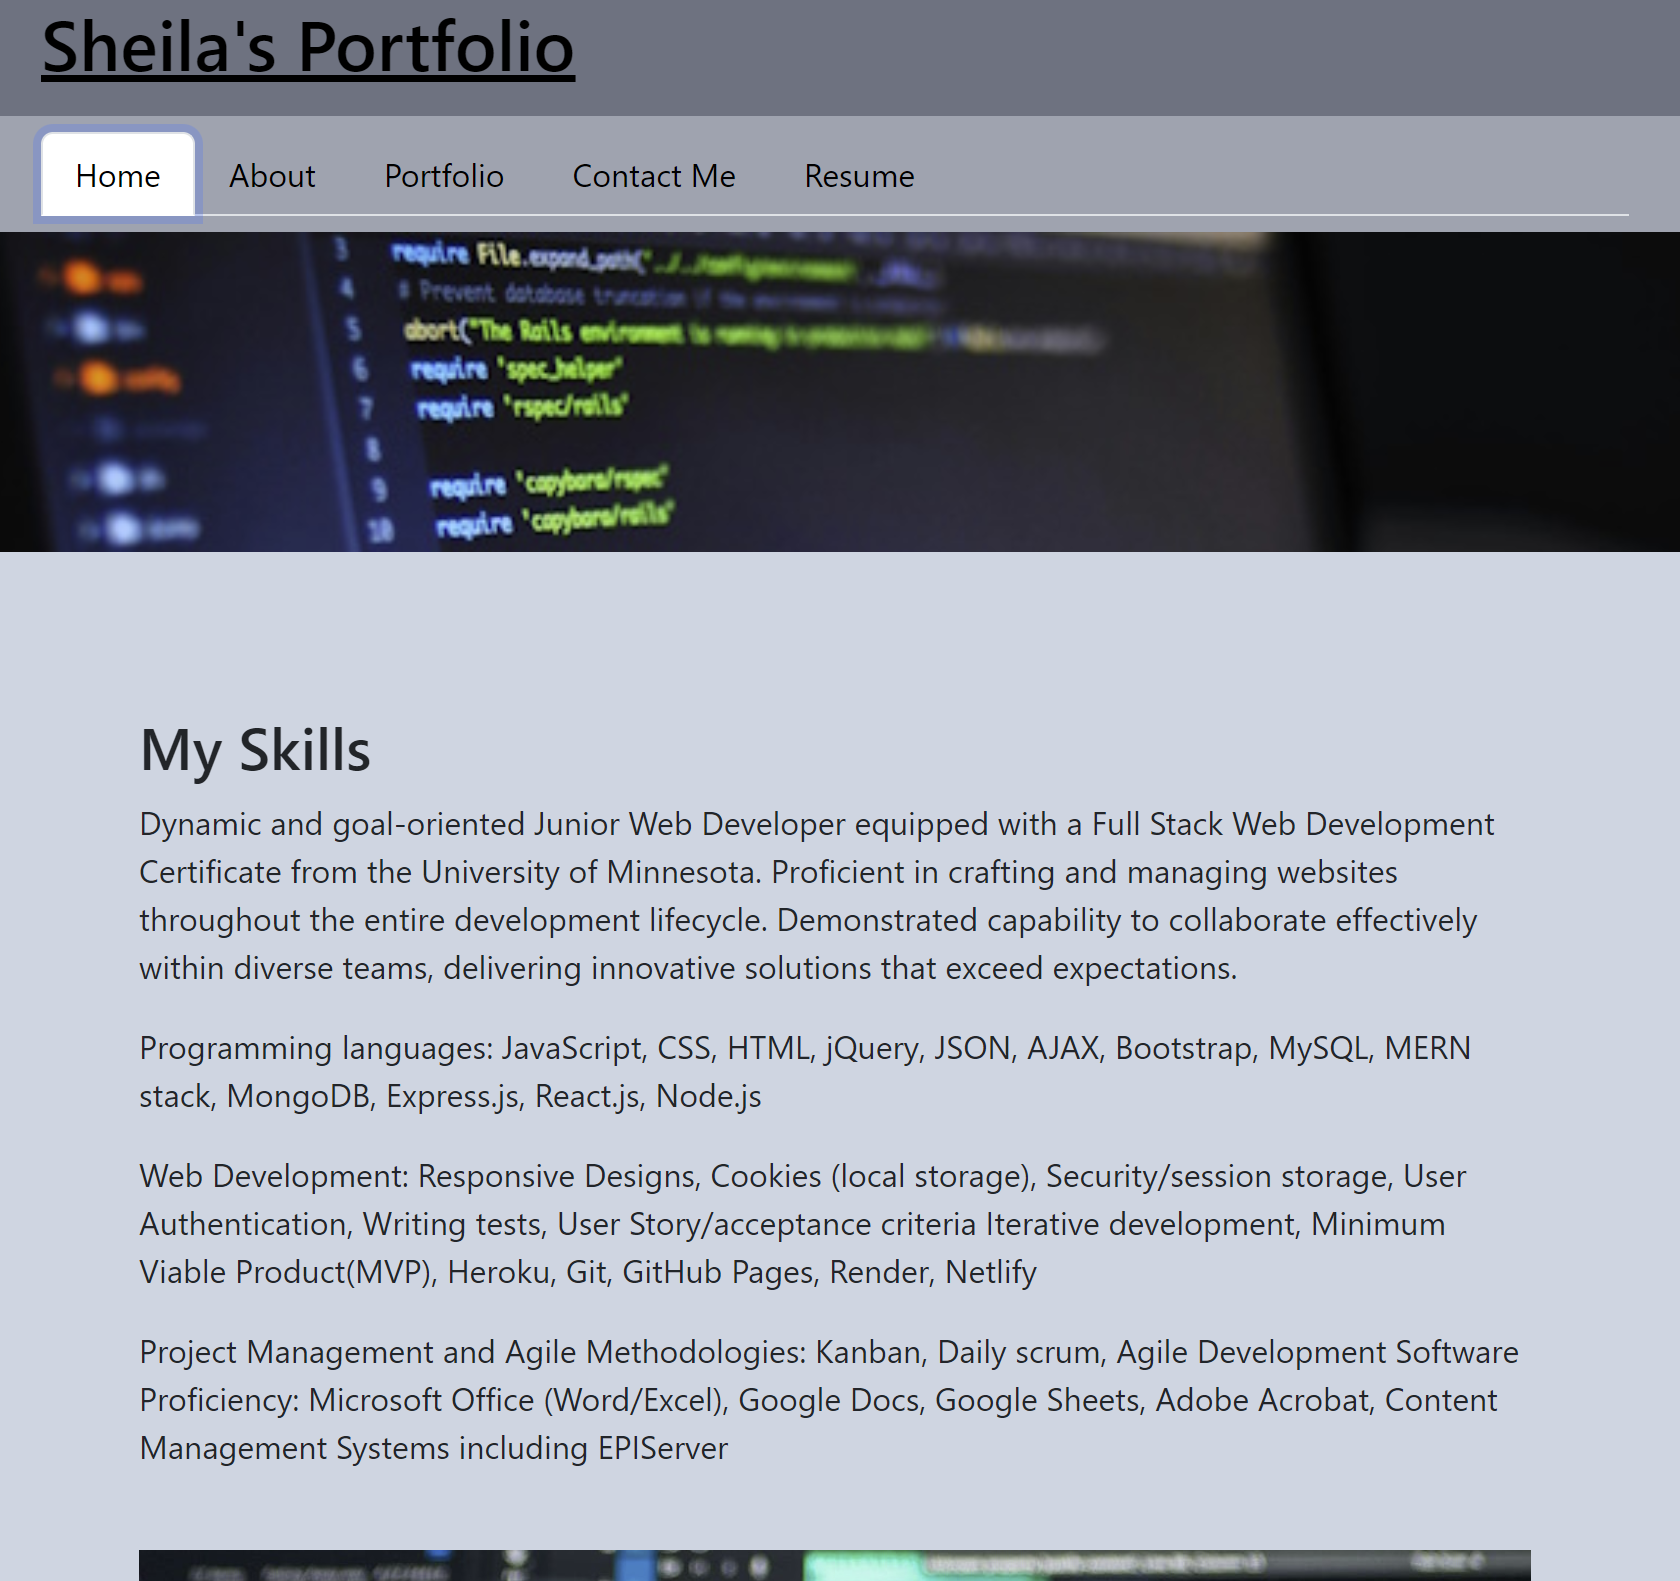 Sheila's Portfolio
Home About Portfolio Contact Me Resume
3 require File.expand_path(
4 # Prevent database truncation if the environment
5 abort("The Rails environment is running
6 require 'spec_helper'
7 require 'rspec/rails'
8
9 require 'capybara/rspec'
10 require 'capybara/rails'
My Skills
Dynamic and goal-oriented Junior Web Developer equipped with a Full Stack Web Development
Certificate from the University of Minnesota. Proficient in crafting and managing websites
throughout the entire development lifecycle. Demonstrated capability to collaborate effectively
within diverse teams, delivering innovative solutions that exceed expectations.
Programming languages: JavaScript, CSS, HTML, jQuery, JSON, AJAX, Bootstrap, MySQL, MERN
stack, MongoDB, Express.js, React.js, Node.js
Web Development: Responsive Designs, Cookies (local storage), Security/session storage, User
Authentication, Writing tests, User Story/acceptance criteria Iterative development, Minimum
Viable Product(MVP), Heroku, Git, GitHub Pages, Render, Netlify
Project Management and Agile Methodologies: Kanban, Daily scrum, Agile Development Software
Proficiency: Microsoft Office (Word/Excel), Google Docs, Google Sheets, Adobe Acrobat, Content
Management Systems including EPIServer